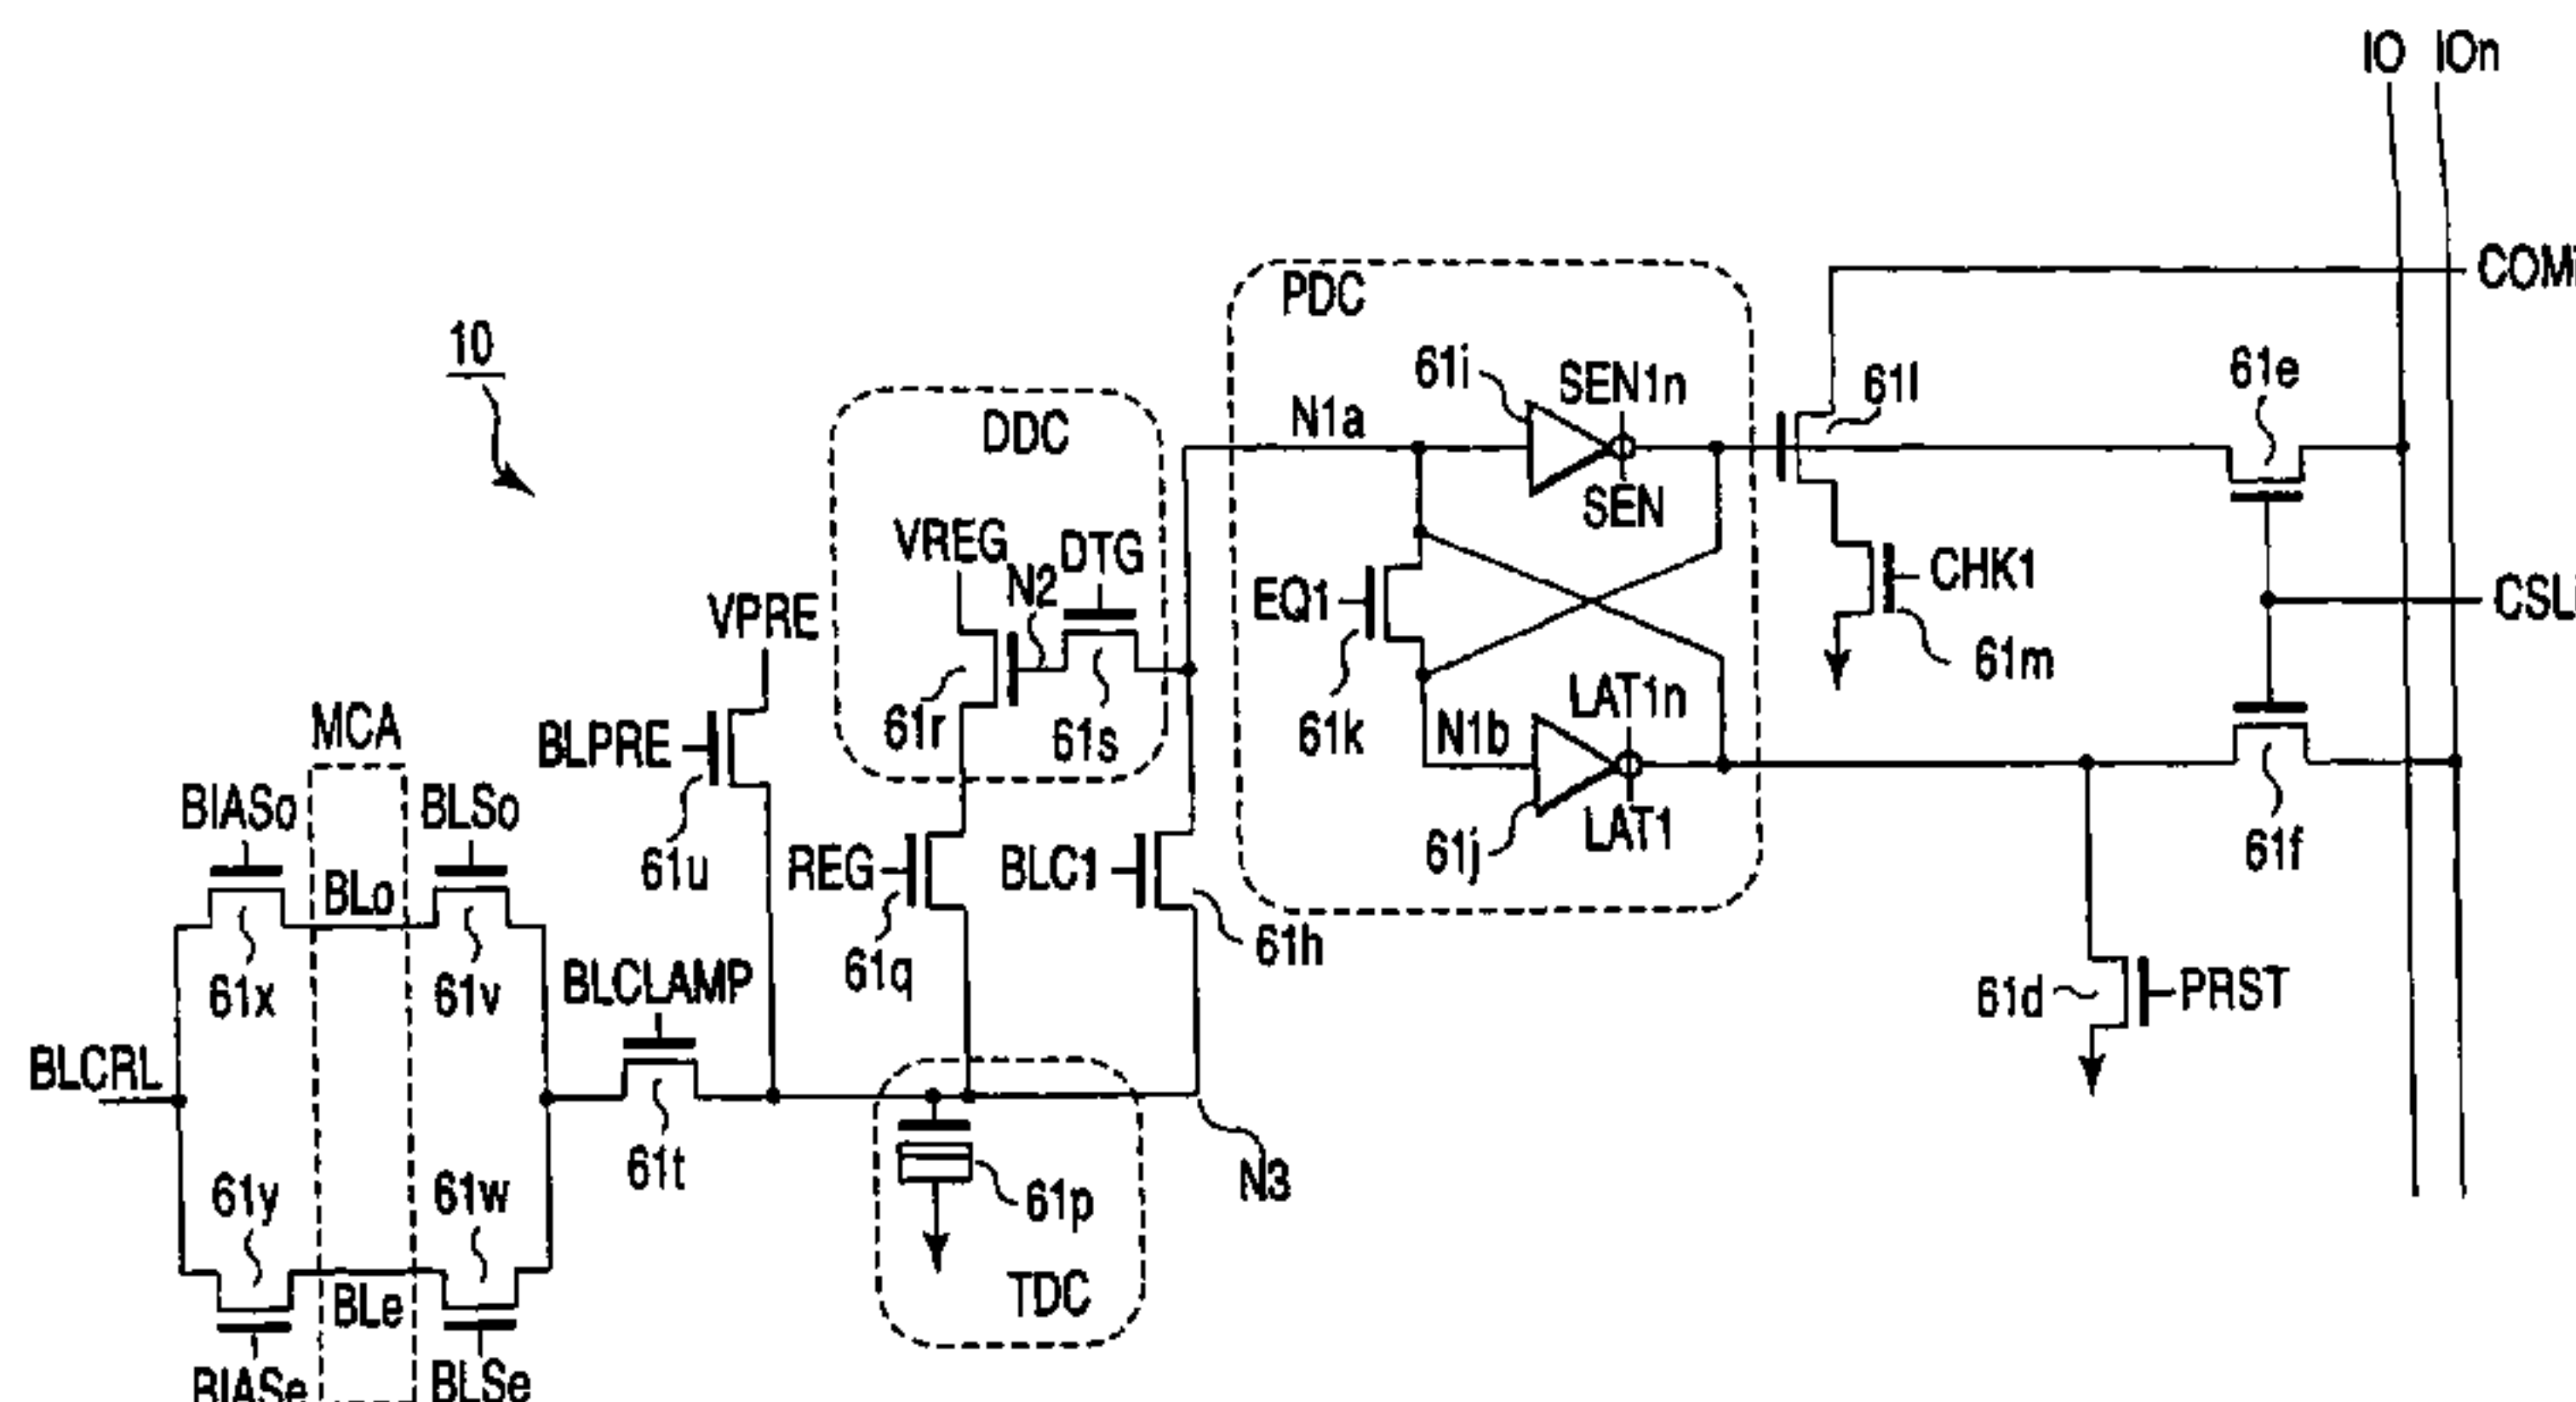 IO IOn
COMi
PDC
10
61i
SEN1n
61l
61e
DDC
N1a
SEN
VREG
N2
DTG
CHK1
EQ1
CSLi
VPRE
61m
61r
61s
61k
N1b
LAT1n
MCA
BLPRE
BIASo
BLSo
61u
REG
BLC1
61j
LAT1
61f
BLo
61q
61h
61x
61v
BLCLAMP
61d
PRST
BLCRL
61t
61y
61w
61p
N3
BLe
TDC
BIASe
BLSe